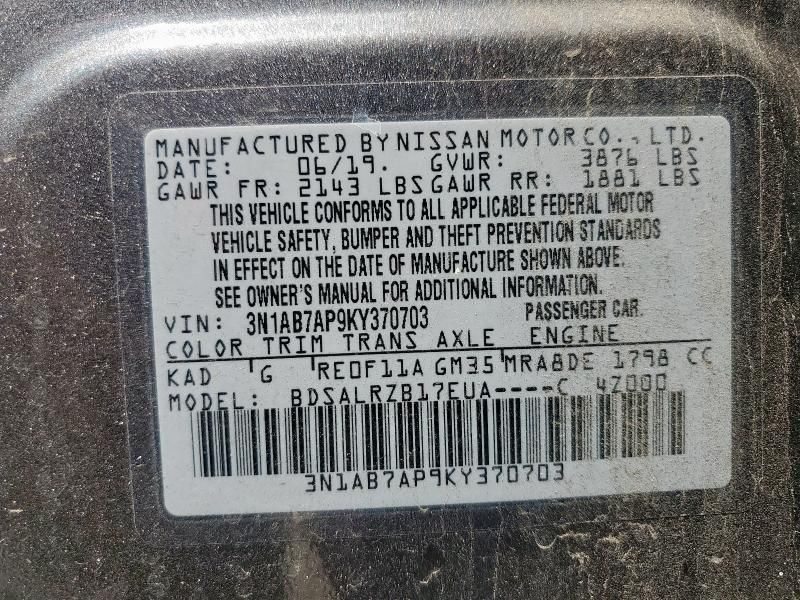 MANUFACTURED BY NISSAN MOTOR CO., LTD.
DATE: 06/19. GVWR: 3876 LBS
GAWR FR: 2143 LBS GAWR RR: 1881 LBS
THIS VEHICLE CONFORMS TO ALL APPLICABLE FEDERAL MOTOR
VEHICLE SAFETY, BUMPER AND THEFT PREVENTION STANDARDS
IN EFFECT ON THE DATE OF MANUFACTURE SHOWN ABOVE.
SEE OWNER'S MANUAL FOR ADDITIONAL INFORMATION.
VIN: 3N1AB7AP9KY370703 PASSENGER CAR
COLOR TRIM TRANS AXLE ENGINE
KAD G RE0F11A GM35 MRA8DE 1798 CC
MODEL: BDSALRZB17EUA----C 4Z000
3N1AB7AP9KY370703